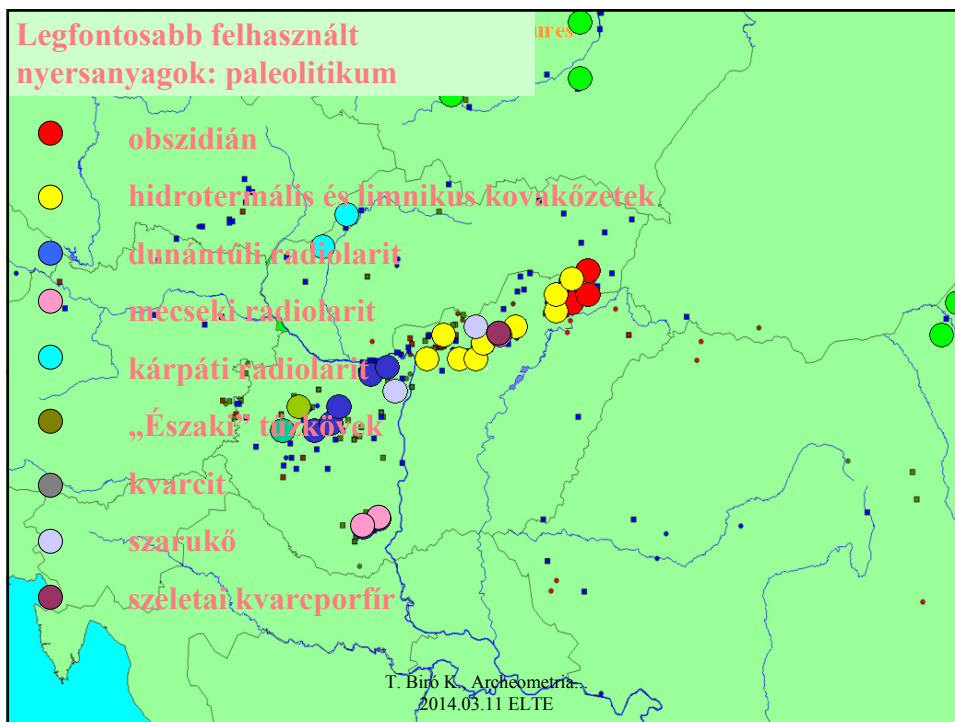 Legfontosabb felhasznált
nyersanyagok: paleolitikum
ures
obszidián
hidrotermális és limnikus kovakőzetek
dunántúli radiolarit
mecseki radiolarit
kárpáti radiolarit
„Északi” tűzkövek
kvarcit
szarukő
szeletai kvarcporfír
T. Biró K., Archeometria...
2014.03.11 ELTE